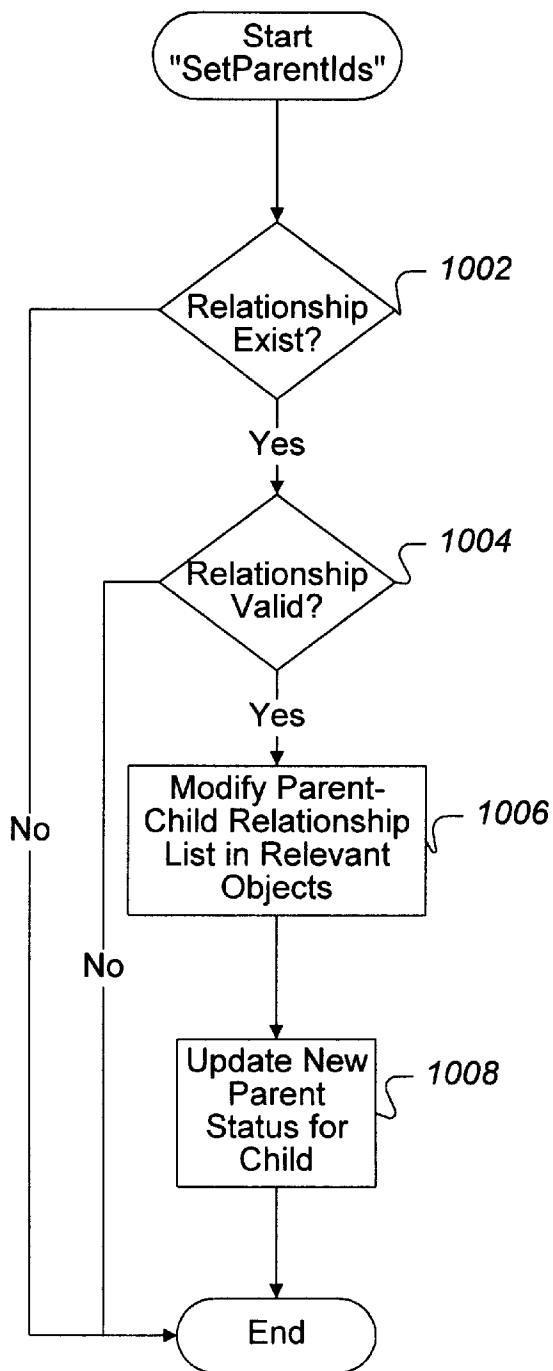 Start
"SetParentIds"
1002
Relationship
Exist?
Yes
1004
Relationship
Valid?
Yes
Modify Parent-
Child Relationship
List in Relevant
Objects
1006
No
No
Update New
Parent
Status for
Child
1008
End